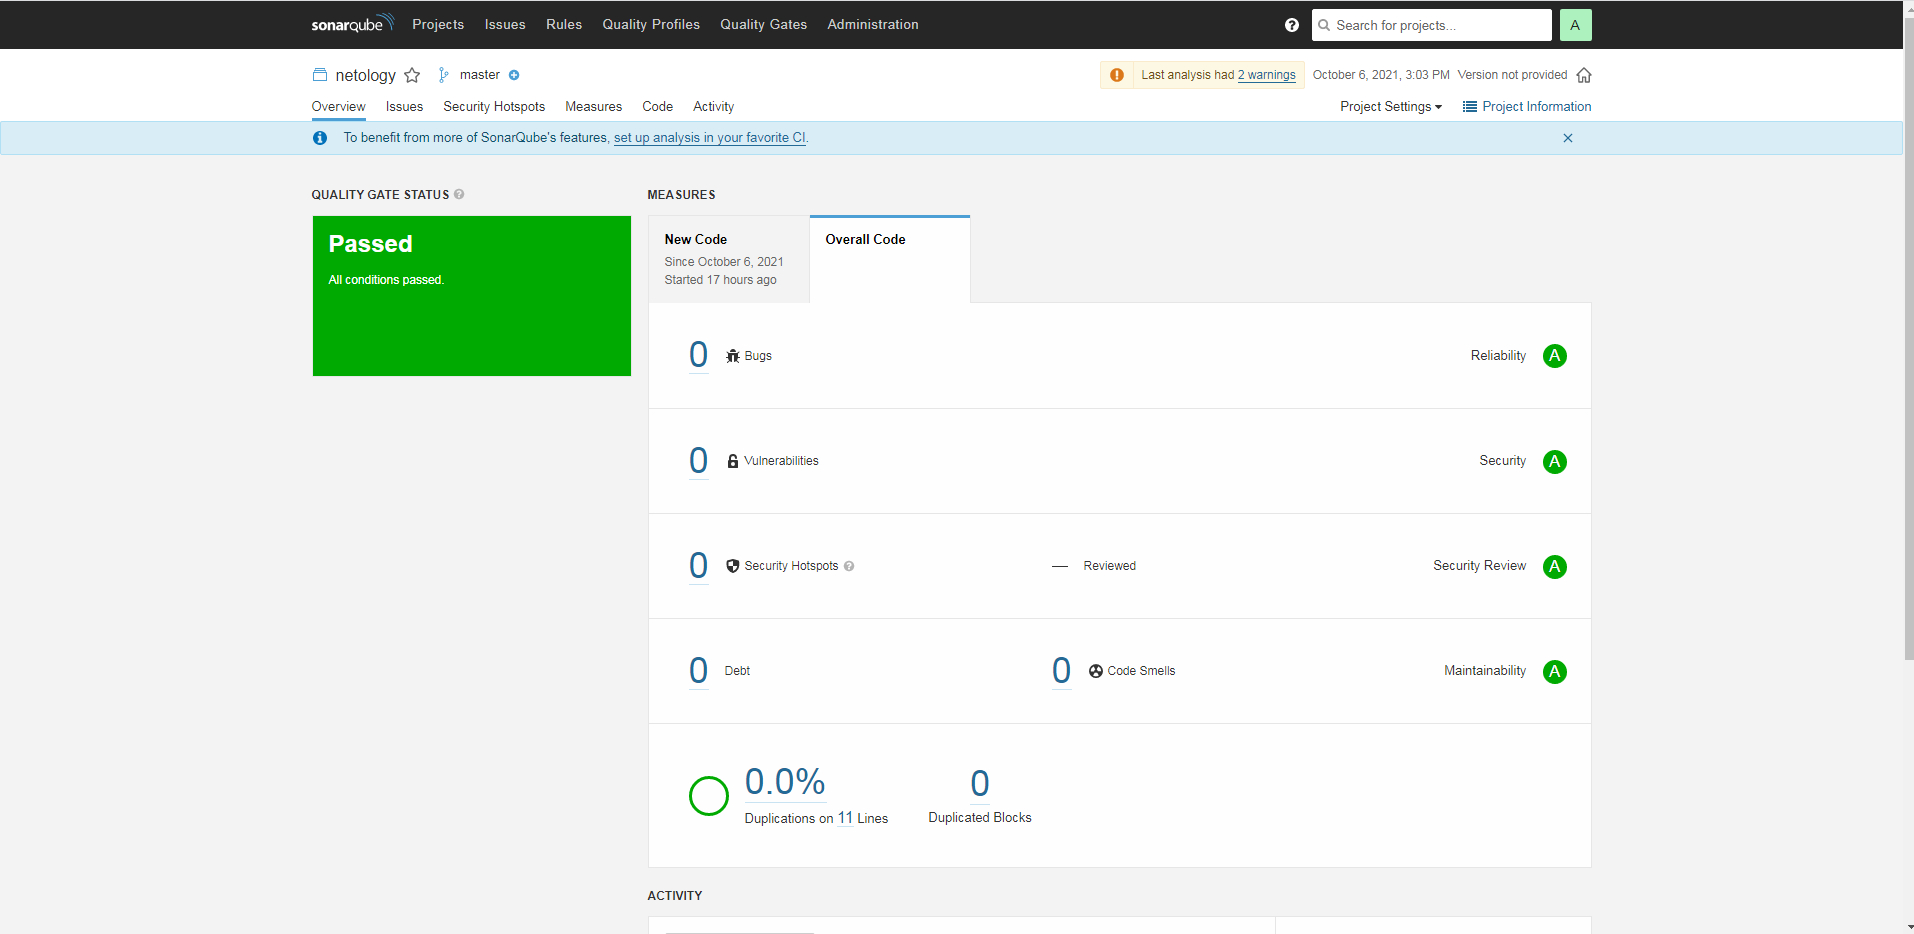 sonarqube Projects Issues Rules Quality Profiles Quality Gates Administration ? Search for projects... A
netology master Last analysis had 2 warnings October 6, 2021, 3:03 PM Version not provided
Overview Issues Security Hotspots Measures Code Activity Project Settings Project Information
To benefit from more of SonarQube's features, set up analysis in your favorite CI.
QUALITY GATE STATUS ? MEASURES
Passed
All conditions passed.
New Code
Since October 6, 2021
Started 17 hours ago
Overall Code
0 Bugs Reliability A
0 Vulnerabilities Security A
0 Security Hotspots ? — Reviewed Security Review A
0 Debt 0 Code Smells Maintainability A
0.0% 0
Duplications on 11 Lines Duplicated Blocks
ACTIVITY